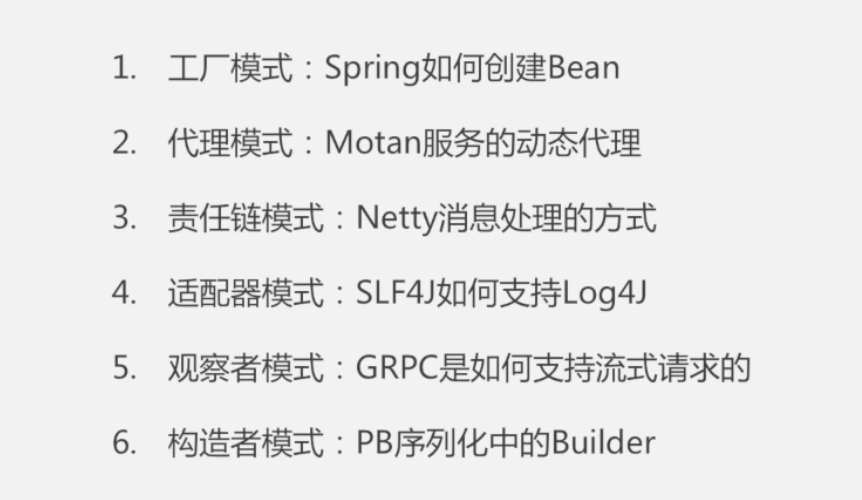 1. 工厂模式：Spring如何创建Bean
2. 代理模式：Motan服务的动态代理
3. 责任链模式：Netty消息处理的方式
4. 适配器模式：SLF4J如何支持Log4J
5. 观察者模式：GRPC是如何支持流式请求的
6. 构造者模式：PB序列化中的Builder